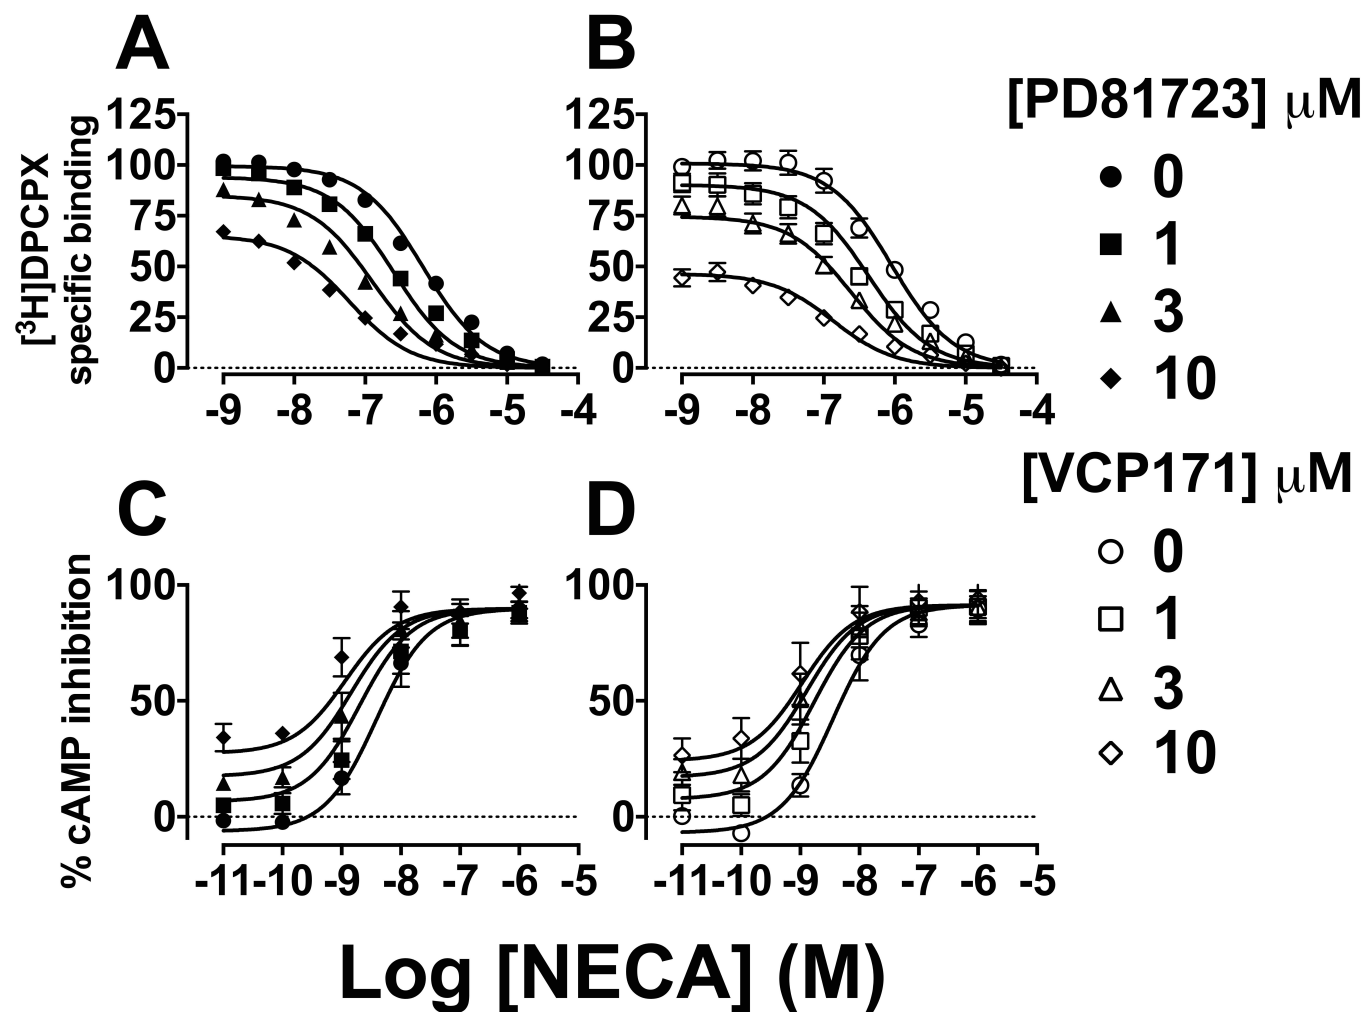 A
B
[PD81723] μM
0
1
3
10
[³H]DPCPX
specific binding
125
100
75
50
25
0
-9 -8 -7 -6 -5 -4
125
100
75
50
25
0
-9 -8 -7 -6 -5 -4
[VCP171] μM
0
1
3
10
C
D
% cAMP inhibition
100
50
0
-11 -10 -9 -8 -7 -6 -5
100
50
0
-11 -10 -9 -8 -7 -6 -5
Log [NECA] (M)